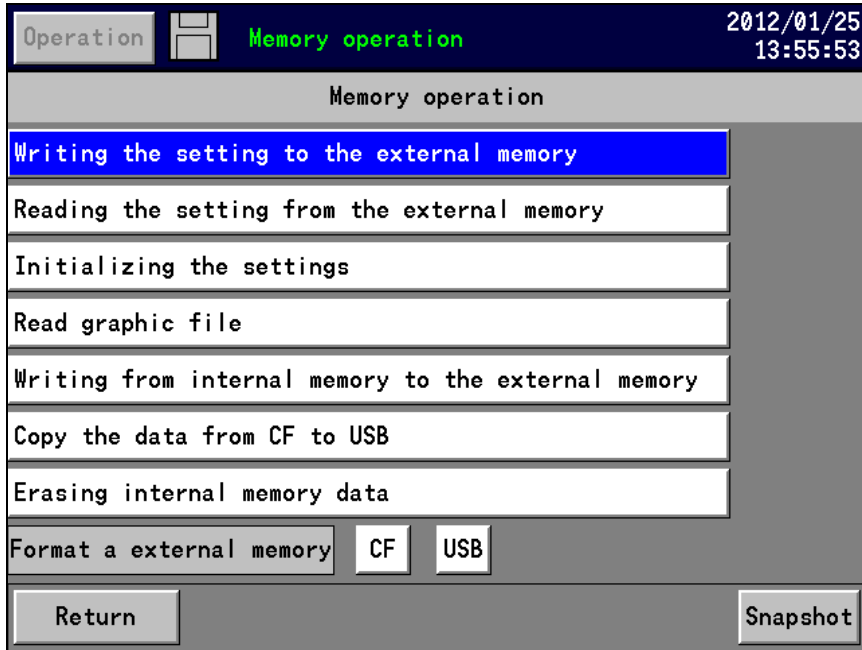 Operation
Memory operation
2012/01/25
13:55:53
Memory operation
Writing the setting to the external memory
Reading the setting from the external memory
Initializing the settings
Read graphic file
Writing from internal memory to the external memory
Copy the data from CF to USB
Erasing internal memory data
Format a external memory CF USB
Return Snapshot